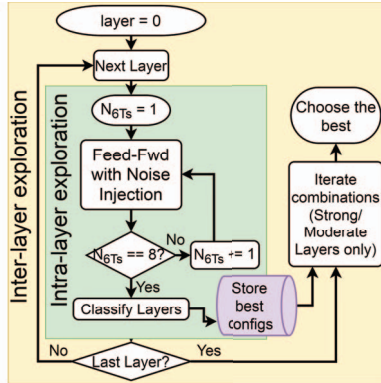 layer = 0
Next Layer
N6Ts = 1
Feed-Fwd
with Noise
Injection
N6Ts == 8?
No
N6Ts += 1
Yes
Classify Layers
Store
best
configs
Last Layer?
No
Yes
Inter-layer exploration
Intra-layer exploration
Choose the
best
Iterate
combinations
(Strong/
Moderate
Layers only)